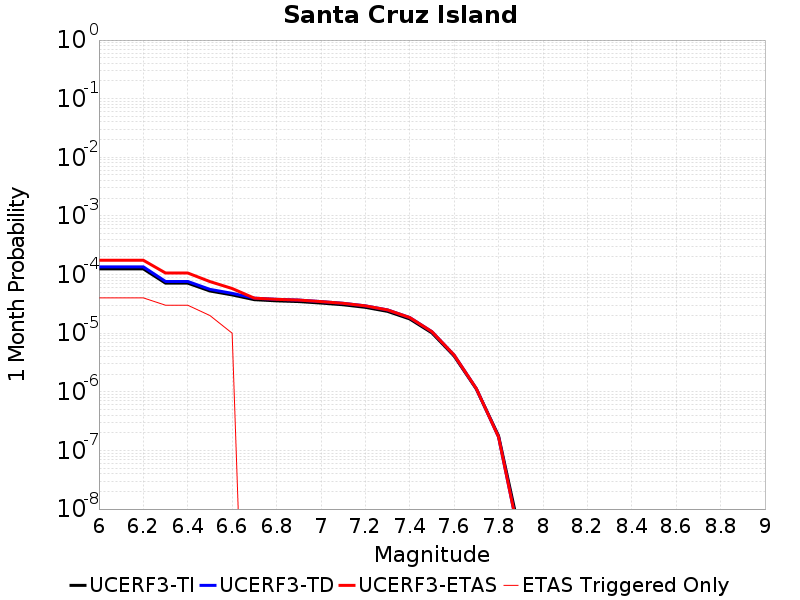 Santa Cruz Island
1 Month Probability
10^0
10^-1
10^-2
10^-3
10^-4
10^-5
10^-6
10^-7
10^-8
6 6.2 6.4 6.6 6.8 7 7.2 7.4 7.6 7.8 8 8.2 8.4 8.6 8.8 9
Magnitude
UCERF3-TI UCERF3-TD UCERF3-ETAS ETAS Triggered Only